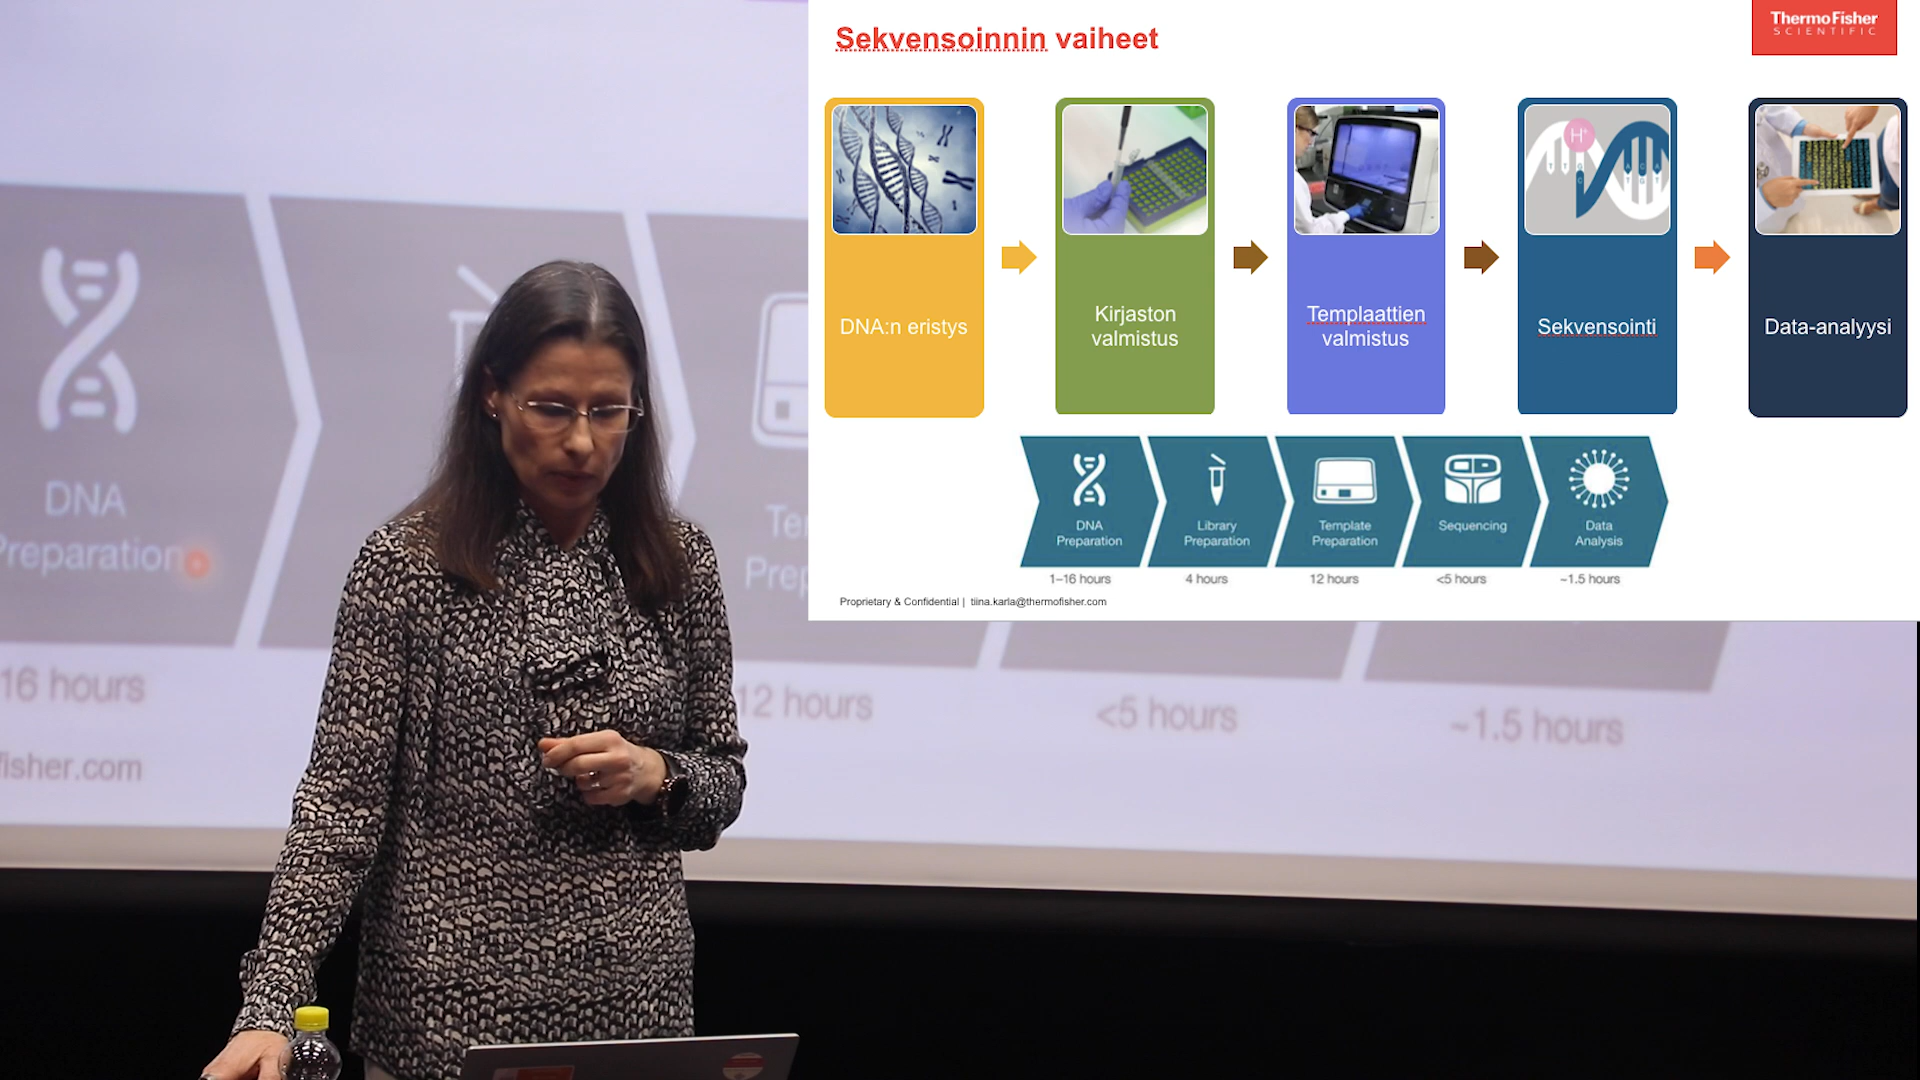 Sekvensoinnin vaiheet
ThermoFisher
SCIENTIFIC
DNA:n eristys
Kirjaston
valmistus
Templaattien
valmistus
H+
Sekvensointi
Data-analyysi
DNA
Preparation
Library
Preparation
Template
Preparation
Sequencing
Data
Analysis
1–16 hours
4 hours
12 hours
<5 hours
~1.5 hours
Proprietary & Confidential | tiina.karla@thermofisher.com
DNA
Preparation
16 hours
12 hours
<5 hours
~1.5 hours
fisher.com